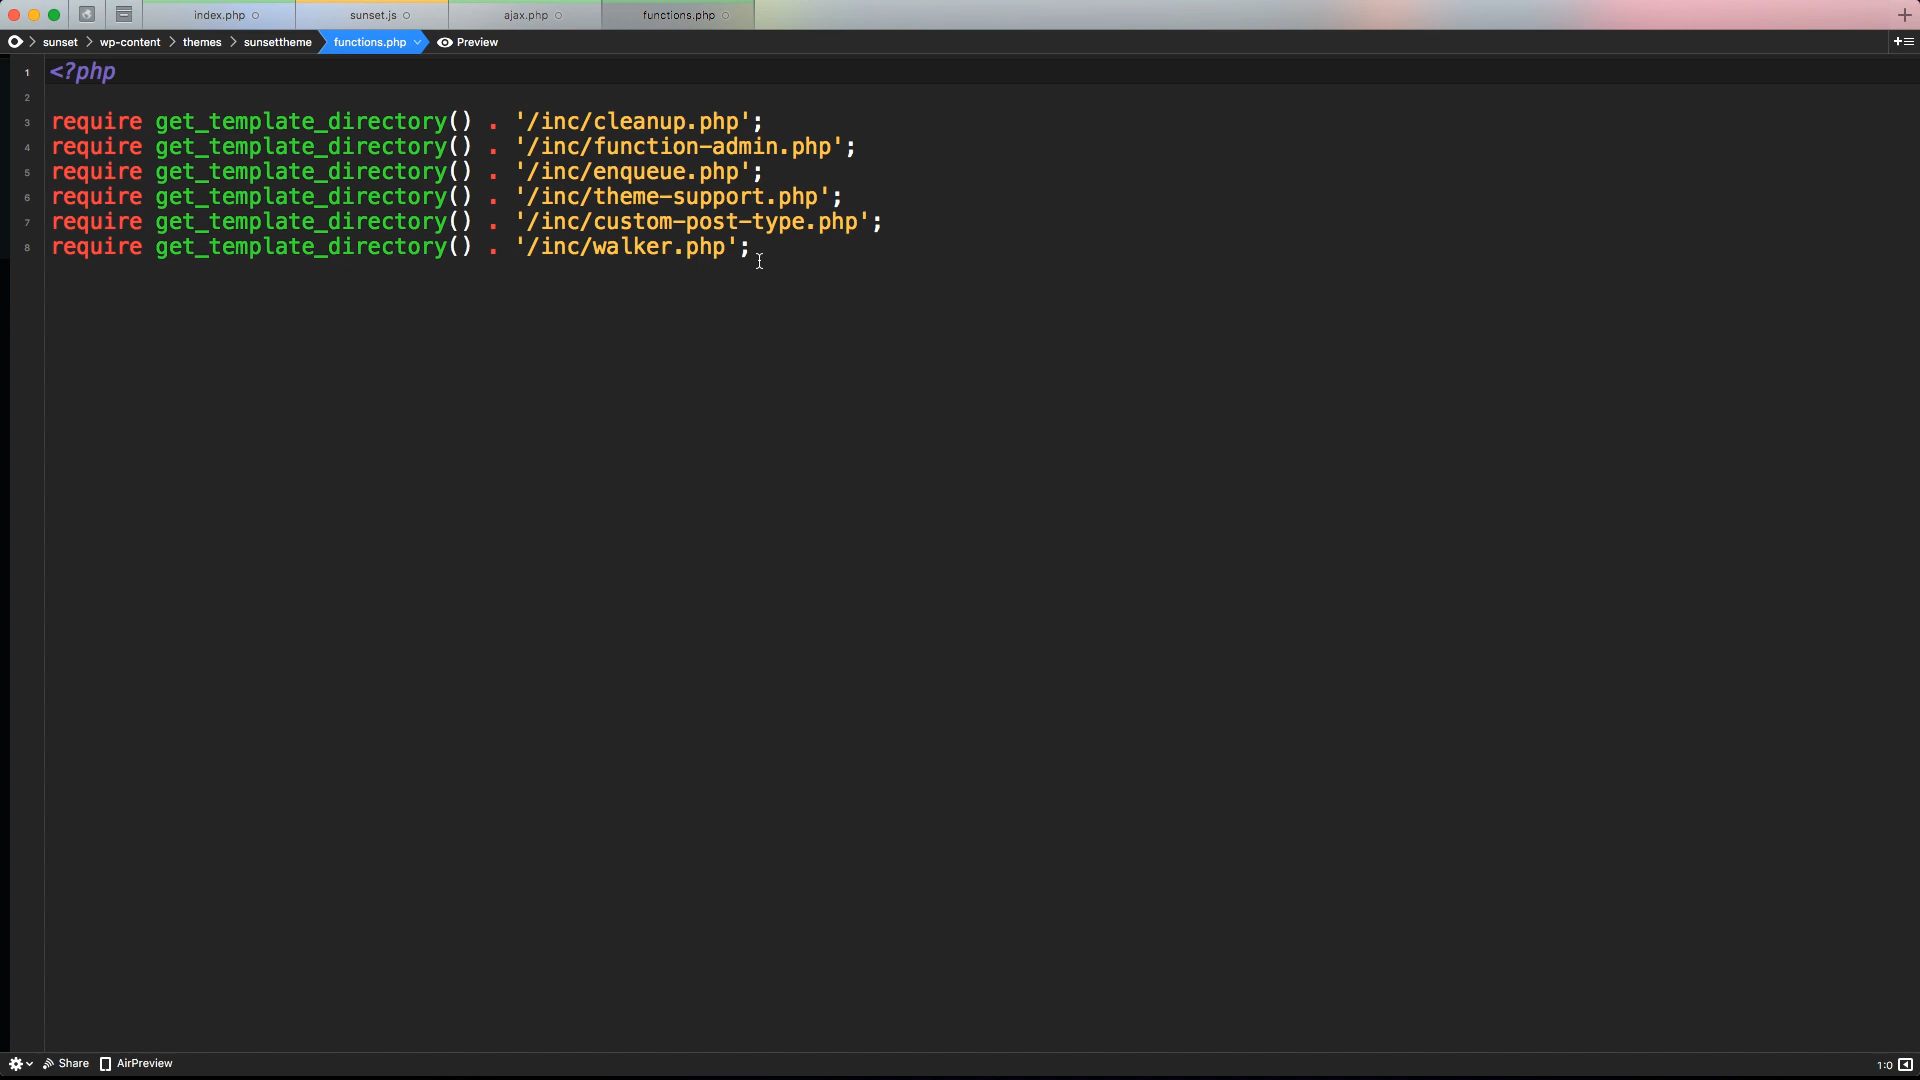 index.php sunset.js ajax.php functions.php
sunset wp-content themes sunsettheme functions.php Preview
1 <?php
2
3 require get_template_directory() . '/inc/cleanup.php';
4 require get_template_directory() . '/inc/function-admin.php';
5 require get_template_directory() . '/inc/enqueue.php';
6 require get_template_directory() . '/inc/theme-support.php';
7 require get_template_directory() . '/inc/custom-post-type.php';
8 require get_template_directory() . '/inc/walker.php';
Share AirPreview 1:0